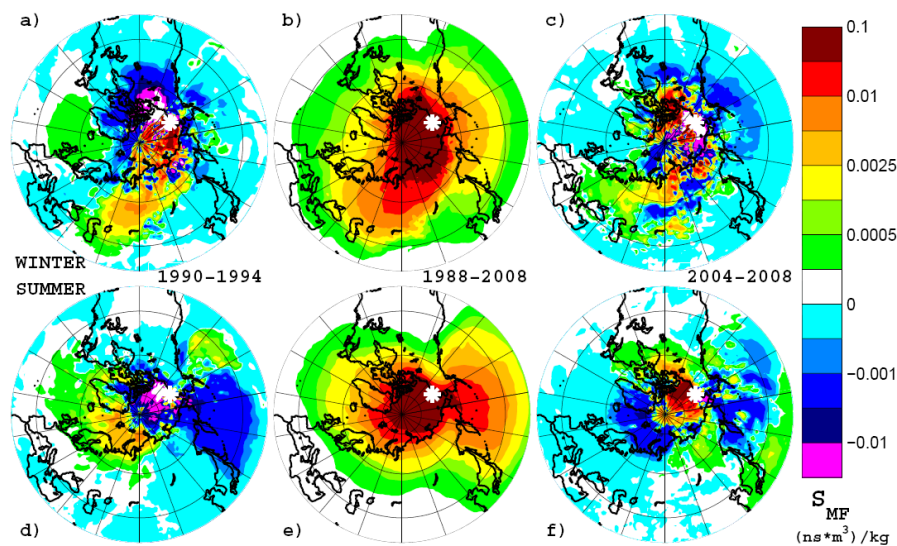 a)
b)
c)
0.1
0.01
0.0025
0.0005
0
−0.001
−0.01
WINTER
SUMMER
1990−1994
1988−2008
2004−2008
d)
e)
f)
S MF
(ns*m³)/kg